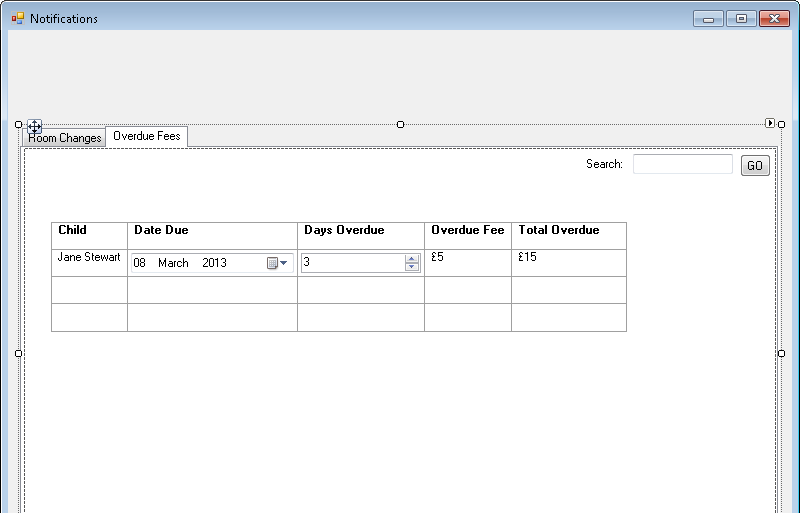 Notifications
Room Changes Overdue Fees
Search: GO
Child Date Due Days Overdue Overdue Fee Total Overdue
Jane Stewart 08 March 2013 3 £5 £15